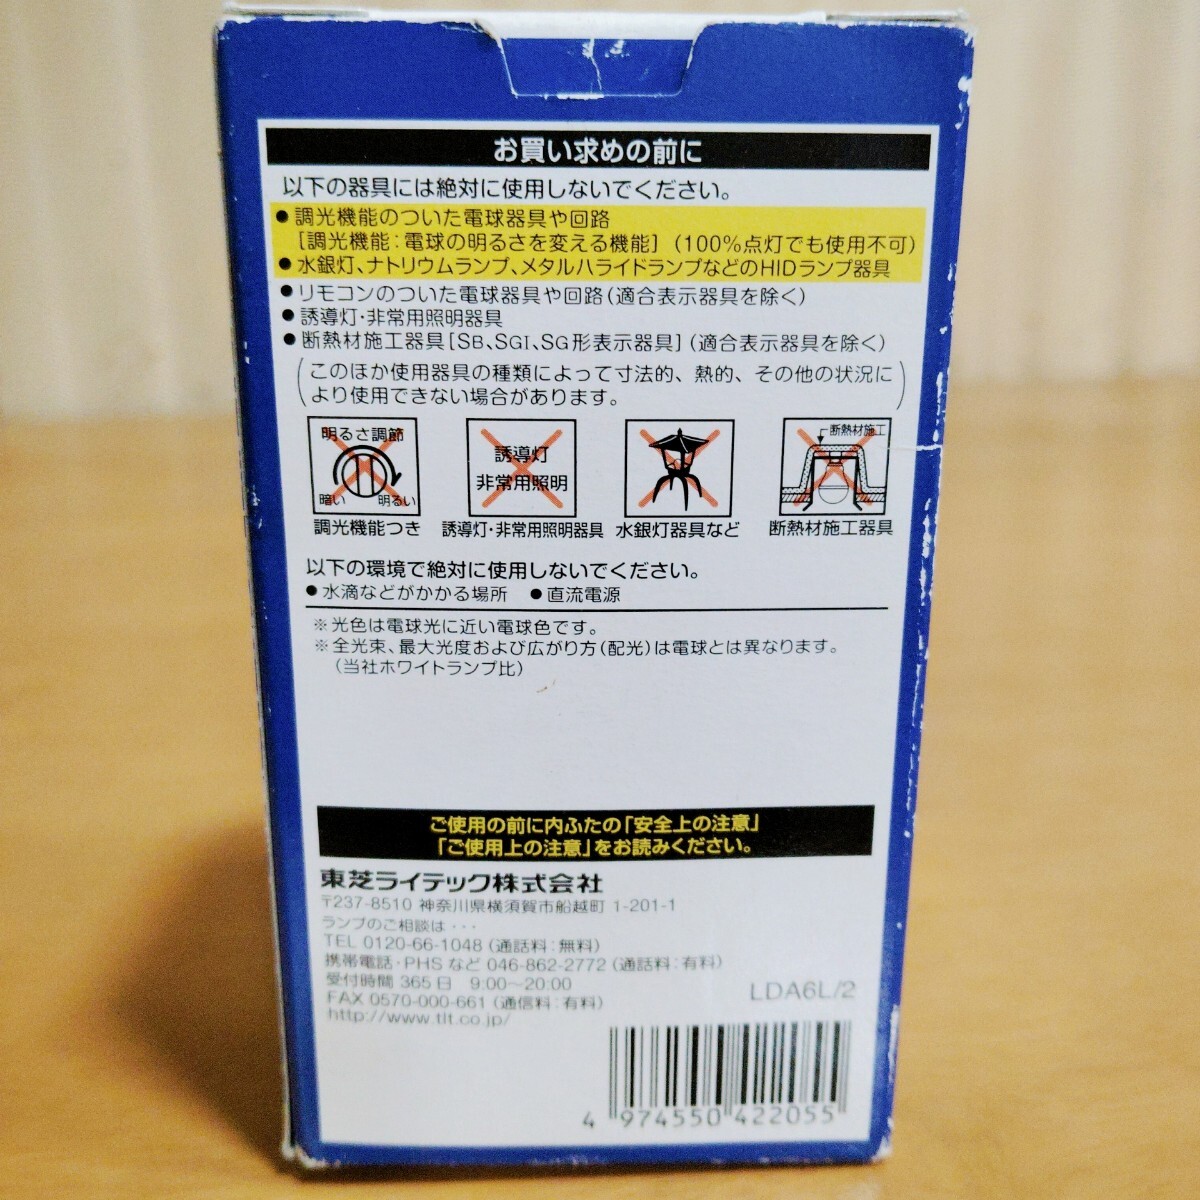 お買い求めの前に
以下の器具には絶対に使用しないでください。
●調光機能のついた電球器具や回路
[調光機能：電球の明るさを変える機能]（100%点灯でも使用不可）
●水銀灯、ナトリウムランプ、メタルハライドランプなどのHIDランプ器具
●リモコンのついた電球器具や回路（適合表示器具を除く）
●誘導灯・非常用照明器具
●断熱材施工器具[SB、SGI、SG形表示器具]（適合表示器具を除く）
（このほか使用器具の種類によって寸法的、熱的、その他の状況に
より使用できない場合があります。）
明るさ調節
暗い 明るい
調光機能つき
誘導灯
非常用照明
誘導灯・非常用照明器具
水銀灯器具など
断熱材施工
断熱材施工器具
以下の環境で絶対に使用しないでください。
●水滴などがかかる場所 ●直流電源
※光色は電球光に近い電球色です。
※全光束、最大光度および広がり方（配光）は電球とは異なります。
（当社ホワイトランプ比）
ご使用の前に内ふたの「安全上の注意」
「ご使用上の注意」をお読みください。
東芝ライテック株式会社
〒237-8510 神奈川県横須賀市船越町 1-201-1
ランプのご相談は・・・
TEL 0120-66-1048（通話料：無料）
携帯電話・PHSなど 046-862-2772（通話料：有料）
受付時間 365日 9:00〜20:00
FAX 0570-000-661（通信料：有料）
http://www.tlt.co.jp/
LDA6L/2
4 974550 422055